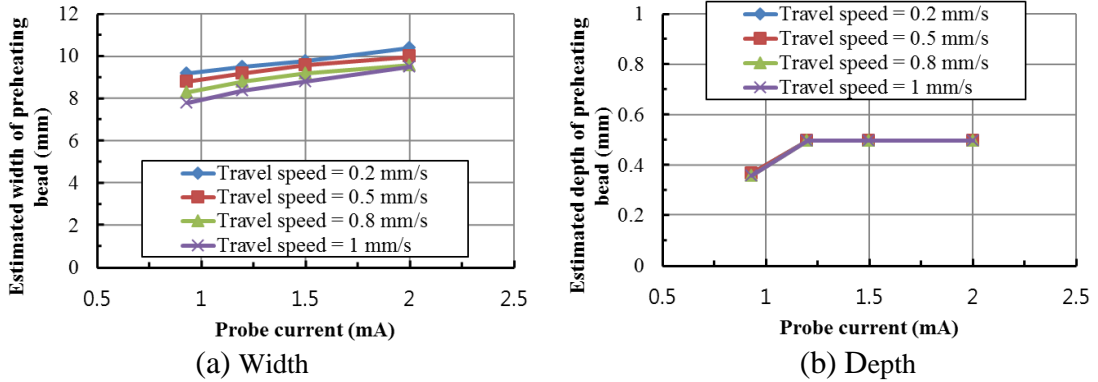 Estimated width of preheating
bead (mm)
12
10
8
6
4
2
0
Travel speed = 0.2 mm/s
Travel speed = 0.5 mm/s
Travel speed = 0.8 mm/s
Travel speed = 1 mm/s
0.5
1
1.5
2
2.5
Probe current (mA)
(a) Width
Estimated depth of preheating
bead (mm)
1
0.8
0.6
0.4
0.2
0
Travel speed = 0.2 mm/s
Travel speed = 0.5 mm/s
Travel speed = 0.8 mm/s
Travel speed = 1 mm/s
0.5
1
1.5
2
2.5
Probe current (mA)
(b) Depth